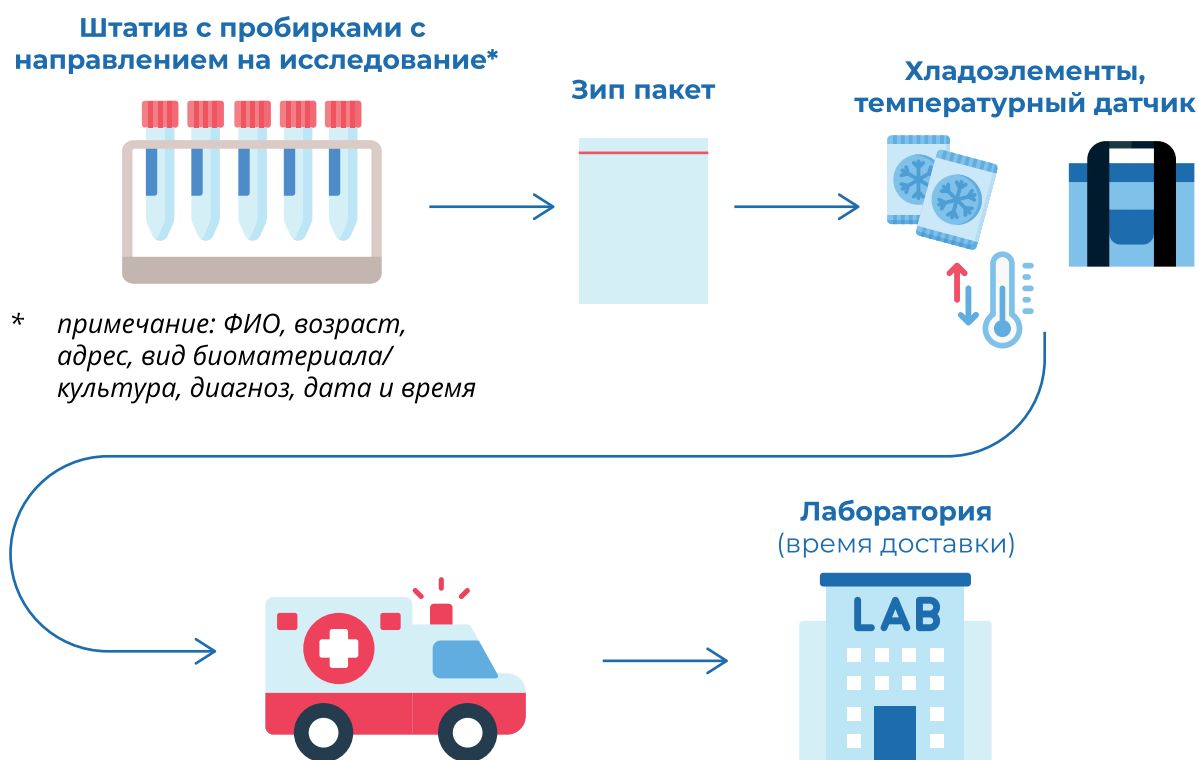 Штатив с пробирками с
направлением на исследование*
Зип пакет
Хладоэлементы,
температурный датчик
* примечание: ФИО, возраст,
адрес, вид биоматериала/
культура, диагноз, дата и время
Лаборатория
(время доставки)
LAB